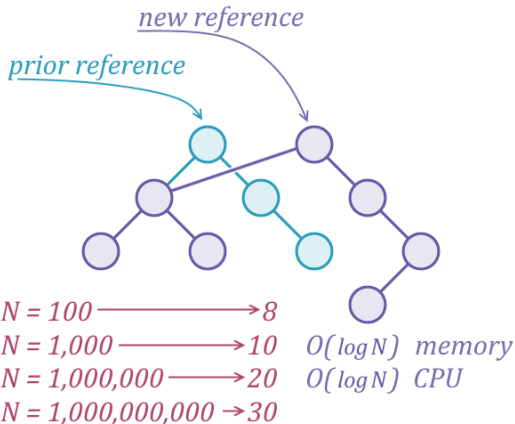 new reference
prior reference
N = 100 → 8
N = 1,000 → 10 O(log N) memory
N = 1,000,000 → 20 O(log N) CPU
N = 1,000,000,000 → 30